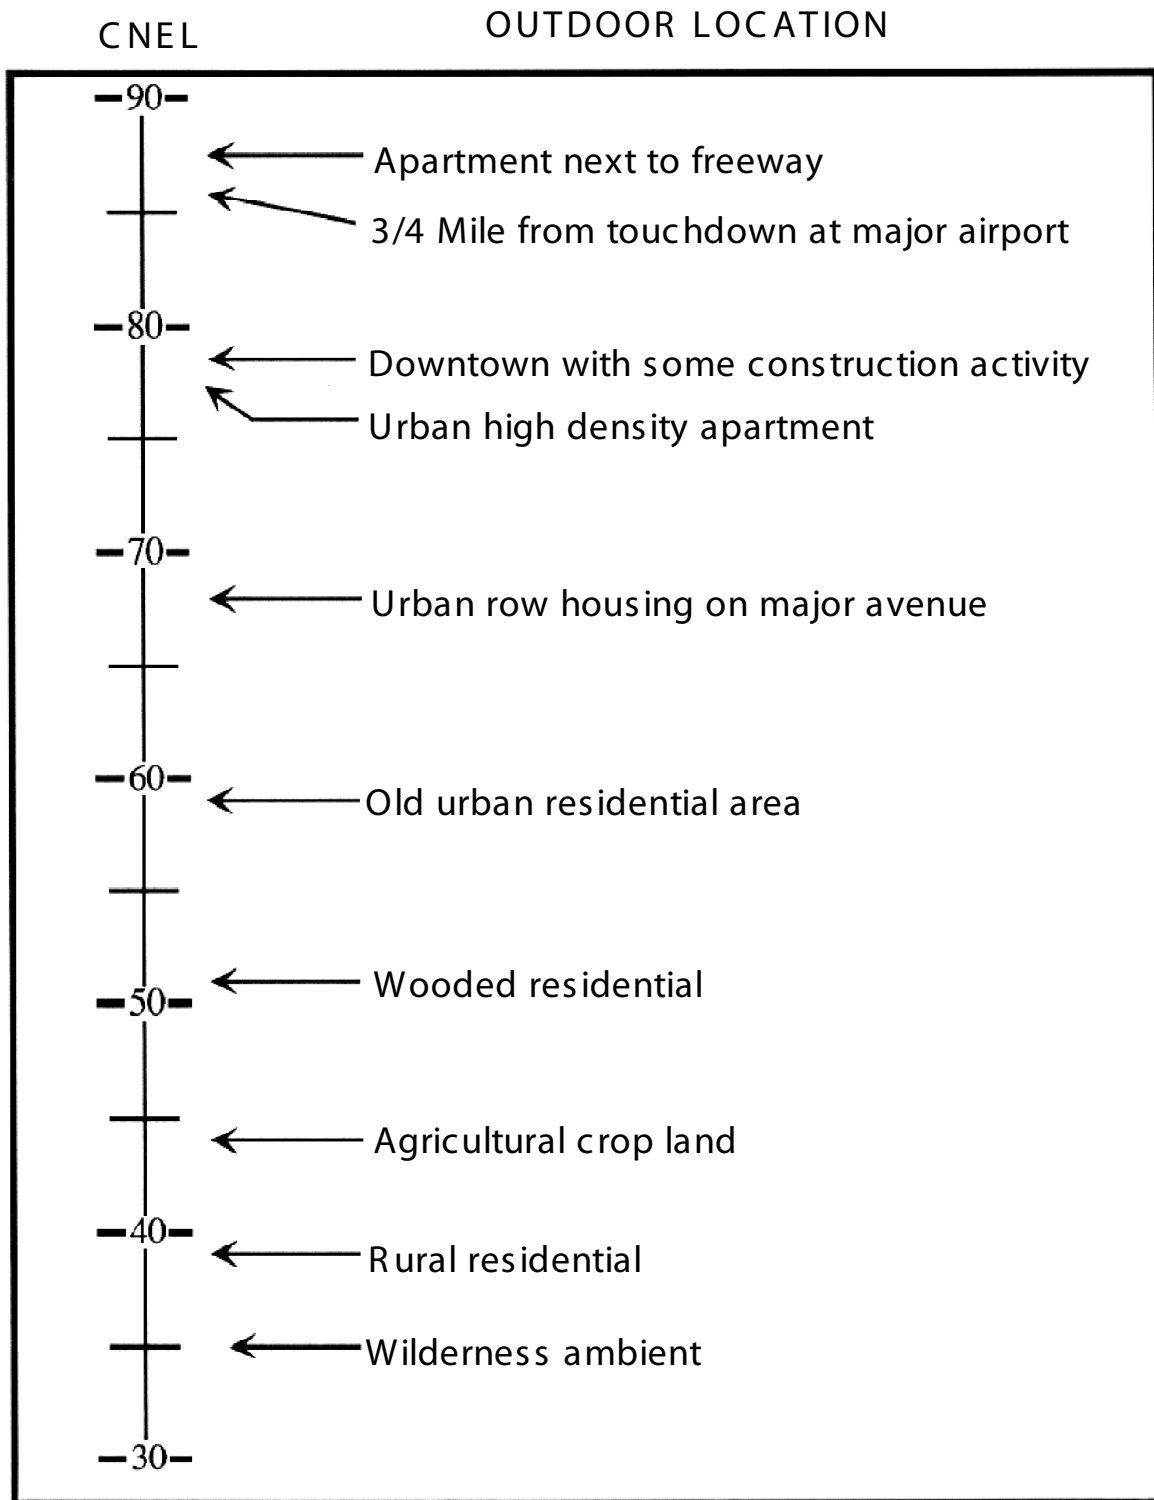 CNEL OUTDOOR LOCATION
90
Apartment next to freeway
3/4 Mile from touchdown at major airport
80
Downtown with some construction activity
Urban high density apartment
70
Urban row housing on major avenue
60
Old urban residential area
Wooded residential
50
Agricultural crop land
40
Rural residential
Wilderness ambient
30